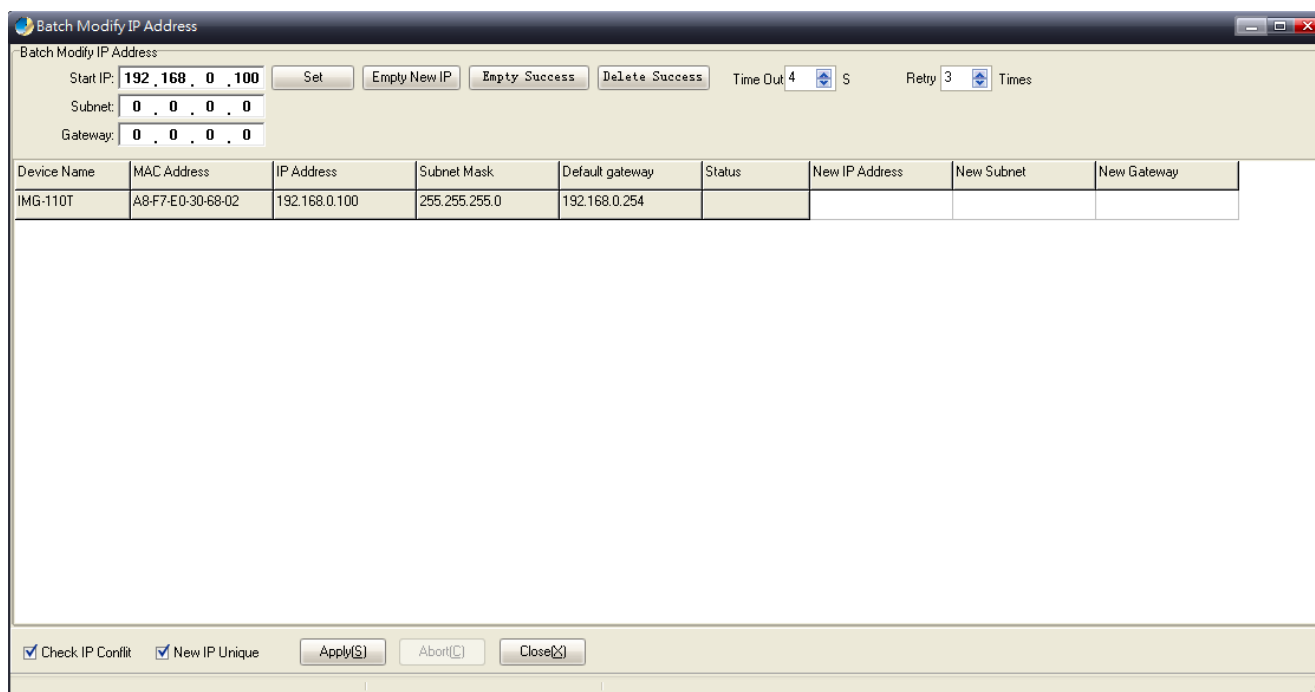 Batch Modify IP Address
Batch Modify IP Address
Start IP: 192 . 168 . 0 . 100 Set Empty New IP Empty Success Delete Success Time Out 4 S Retry 3 Times
Subnet: 0 . 0 . 0 . 0
Gateway: 0 . 0 . 0 . 0
Device Name MAC Address IP Address Subnet Mask Default gateway Status New IP Address New Subnet New Gateway
IMG-110T A8-F7-E0-30-68-02 192.168.0.100 255.255.255.0 192.168.0.254
Check IP Conflit New IP Unique Apply(S) Abort(C) Close(X)